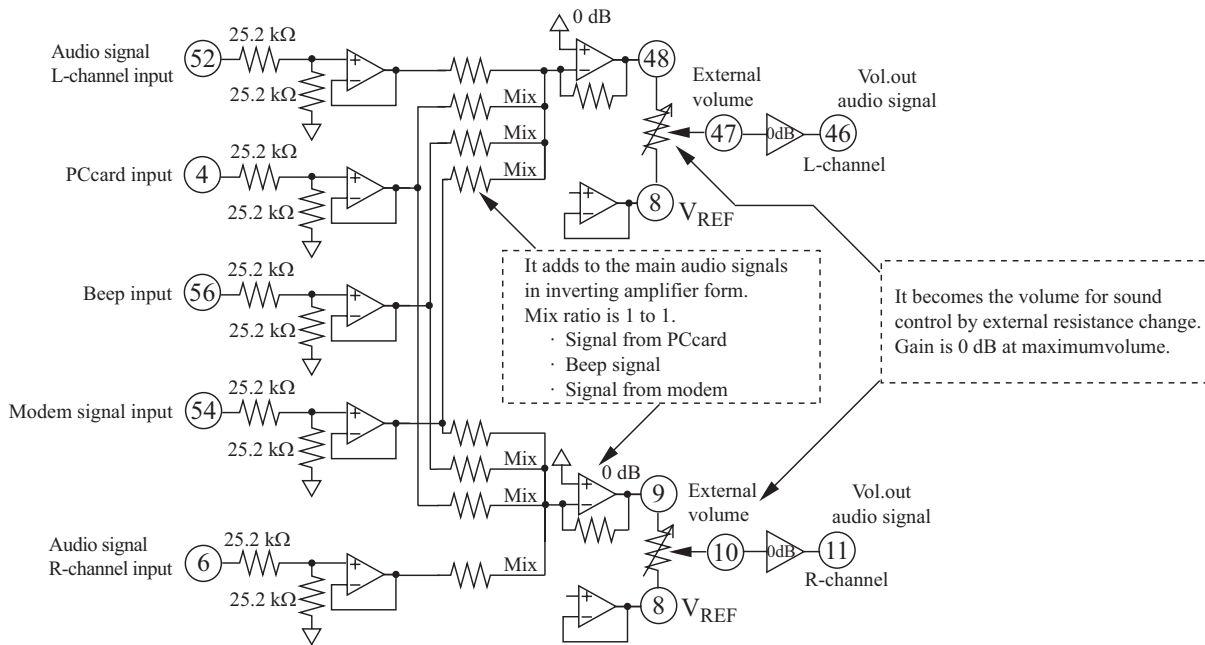 0 dB
25.2 kΩ
Audio signal
L-channel input
52
+
−
25.2 kΩ
Mix
+
−
48
External
volume
Vol.out
audio signal
47
0dB
46
L-channel
25.2 kΩ
PCcard input
4
+
−
25.2 kΩ
Mix
Mix
+
−
8
VREF
25.2 kΩ
Beep input
56
+
−
25.2 kΩ
It adds to the main audio signals
in inverting amplifier form.
Mix ratio is 1 to 1.
· Signal from PCcard
· Beep signal
· Signal from modem
It becomes the volume for sound
control by external resistance change.
Gain is 0 dB at maximumvolume.
25.2 kΩ
Modem signal input
54
+
−
25.2 kΩ
Mix
Mix
Mix
0 dB
+
−
9
External
volume
Vol.out
audio signal
10
0dB
11
R-channel
25.2 kΩ
Audio signal
R-channel input
6
+
−
25.2 kΩ
Mix
+
−
8
VREF